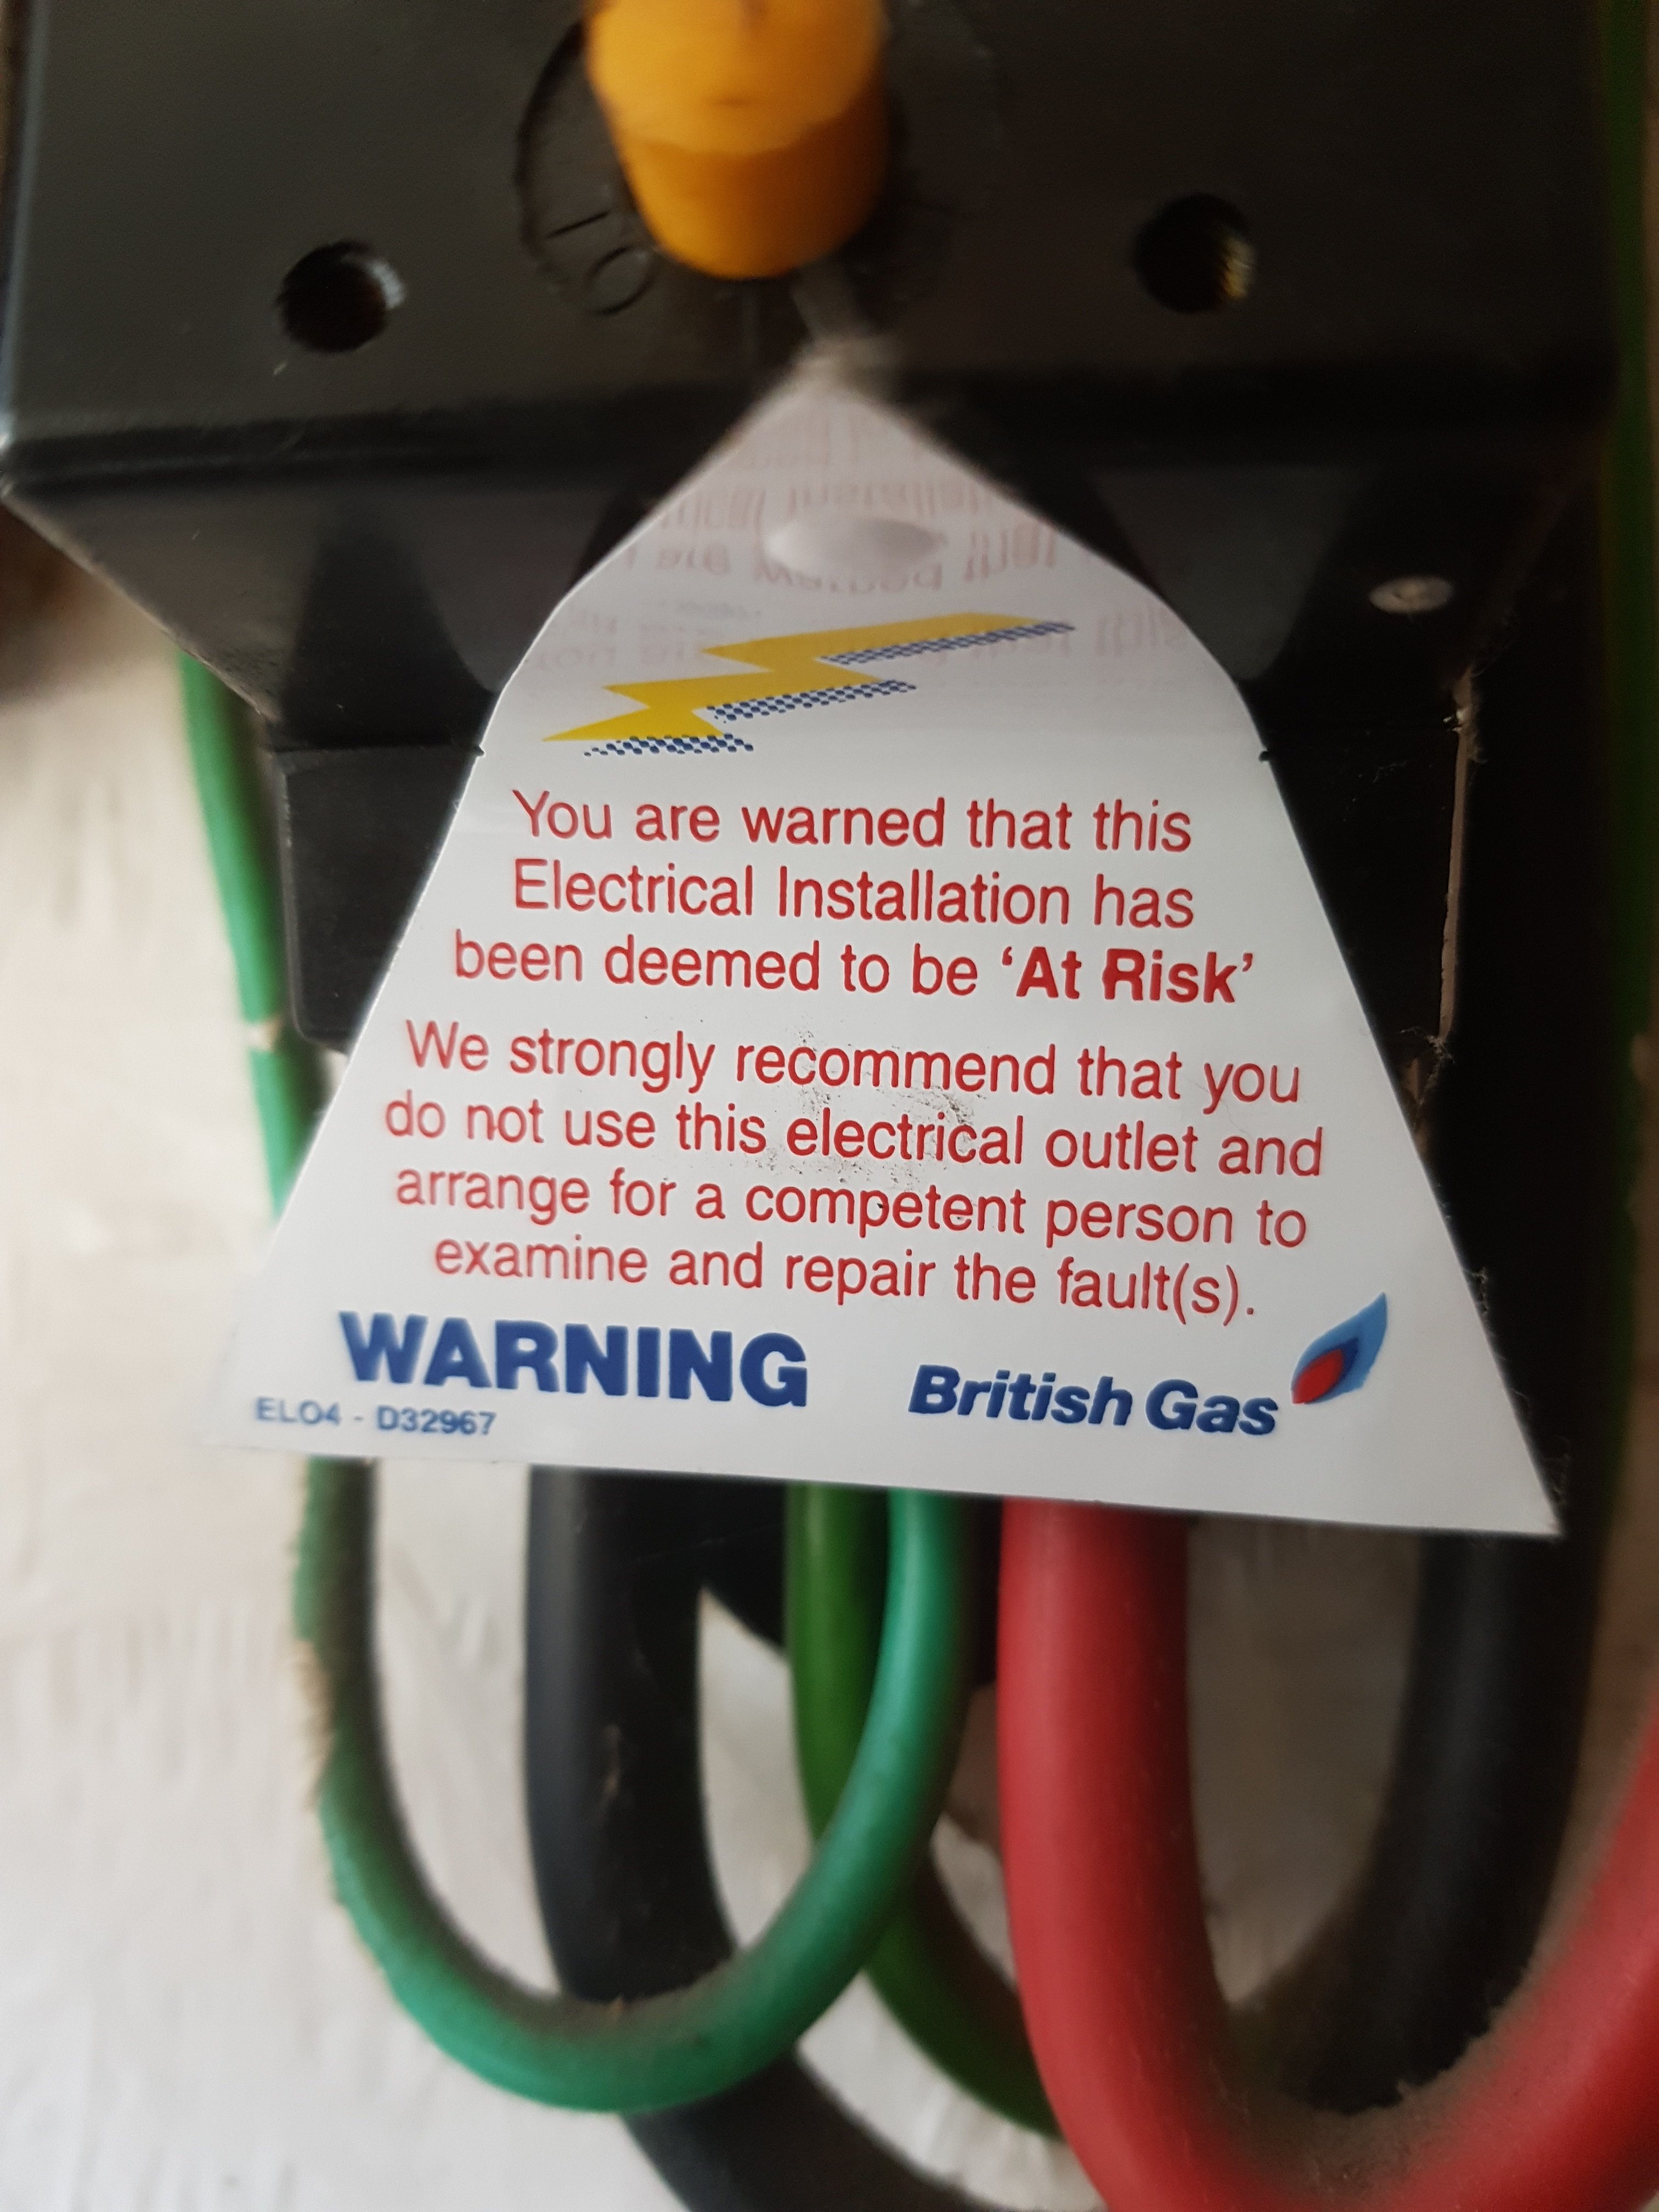 You are warned that this
Electrical Installation has
been deemed to be ‘At Risk’
We strongly recommend that you
do not use this electrical outlet and
arrange for a competent person to
examine and repair the fault(s).
WARNING British Gas
ELO4 - D32967